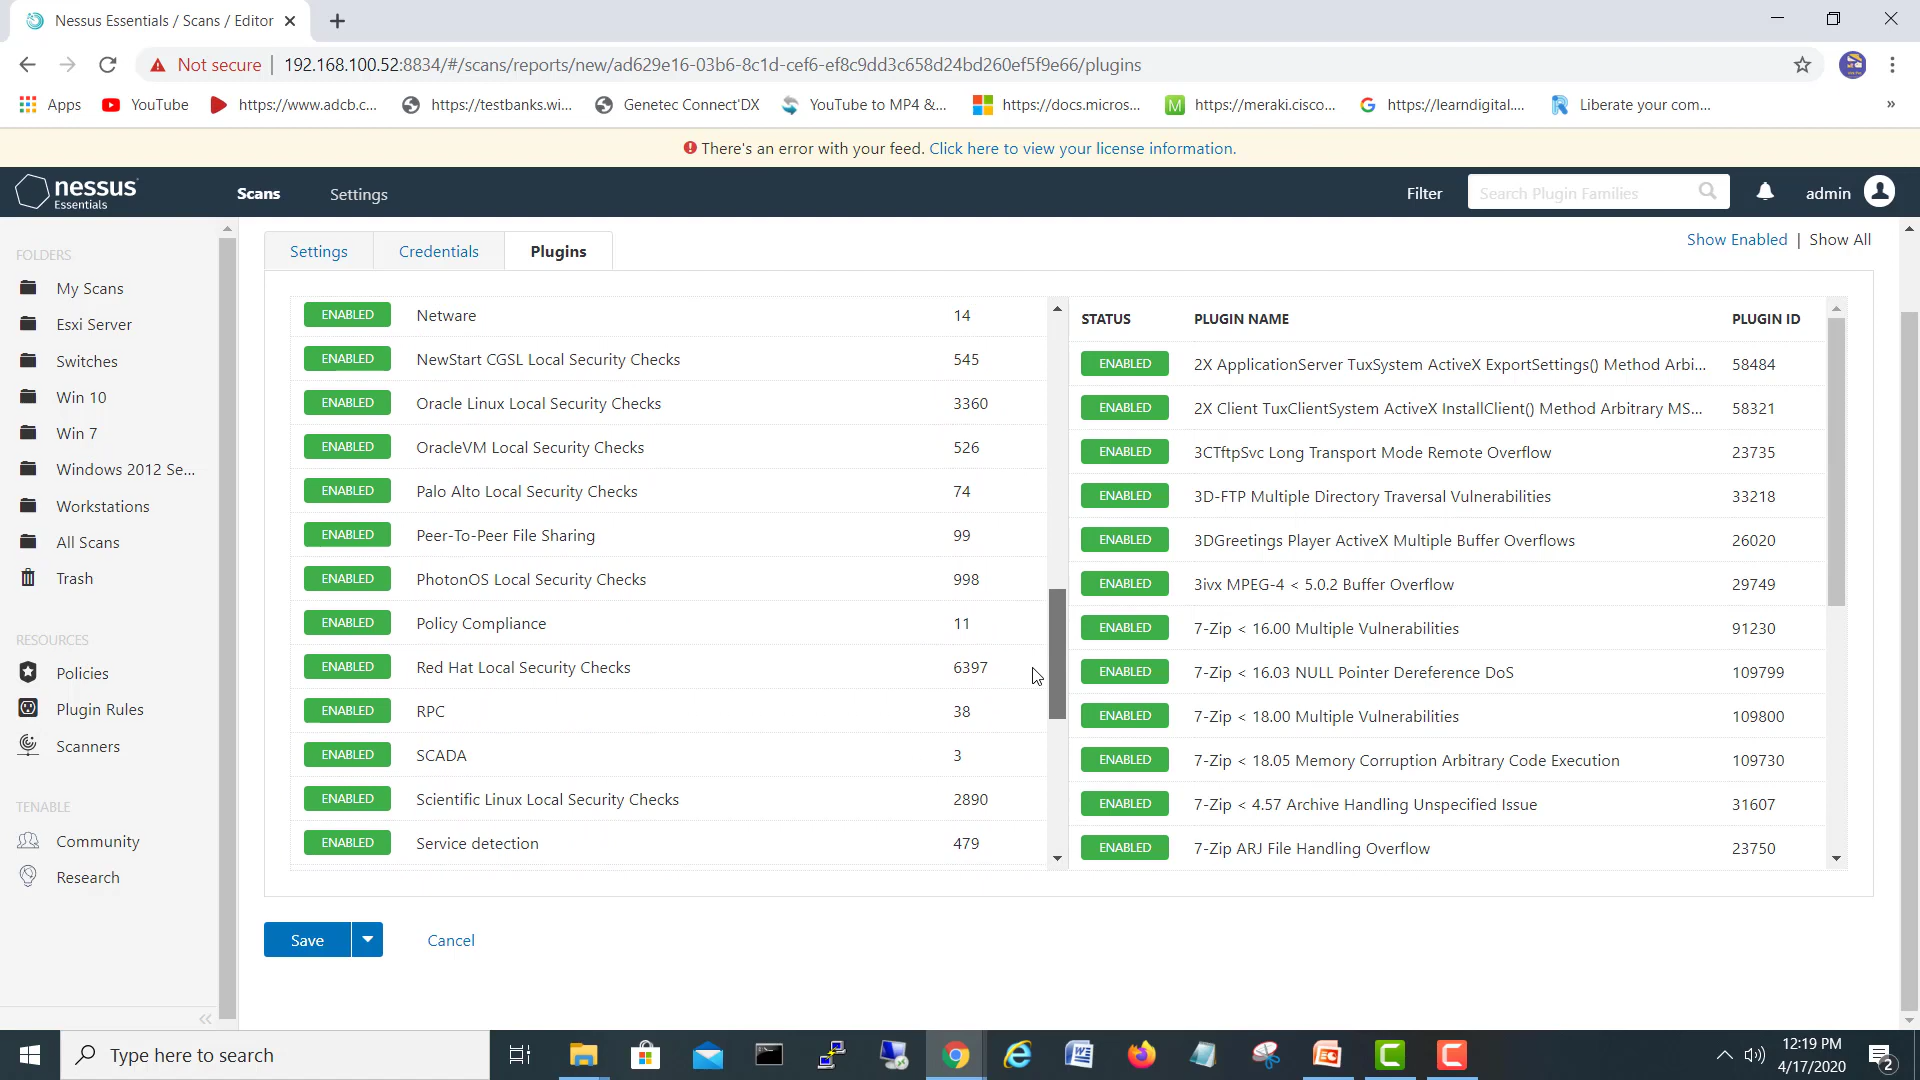 Nessus Essentials / Scans / Editor
Not secure | 192.168.100.52:8834/#/scans/reports/new/ad629e16-03b6-8c1d-cef6-ef8c9dd3c658d24bd260ef5f9e66/plugins
Apps YouTube https://www.adcb.c... https://testbanks.wi... Genetec Connect'DX YouTube to MP4 &... https://docs.micros... https://meraki.cisco... https://learndigital.... Liberate your com... »
There's an error with your feed. Click here to view your license information.
nessus Essentials Scans Settings Filter Search Plugin Families admin
FOLDERS
My Scans
Esxi Server
Switches
Win 10
Win 7
Windows 2012 Se...
Workstations
All Scans
Trash
RESOURCES
Policies
Plugin Rules
Scanners
TENABLE
Community
Research
Settings Credentials Plugins Show Enabled | Show All
ENABLED Netware 14
ENABLED NewStart CGSL Local Security Checks 545
ENABLED Oracle Linux Local Security Checks 3360
ENABLED OracleVM Local Security Checks 526
ENABLED Palo Alto Local Security Checks 74
ENABLED Peer-To-Peer File Sharing 99
ENABLED PhotonOS Local Security Checks 998
ENABLED Policy Compliance 11
ENABLED Red Hat Local Security Checks 6397
ENABLED RPC 38
ENABLED SCADA 3
ENABLED Scientific Linux Local Security Checks 2890
ENABLED Service detection 479
STATUS PLUGIN NAME PLUGIN ID
ENABLED 2X ApplicationServer TuxSystem ActiveX ExportSettings() Method Arbi... 58484
ENABLED 2X Client TuxClientSystem ActiveX InstallClient() Method Arbitrary MS... 58321
ENABLED 3CTftpSvc Long Transport Mode Remote Overflow 23735
ENABLED 3D-FTP Multiple Directory Traversal Vulnerabilities 33218
ENABLED 3DGreetings Player ActiveX Multiple Buffer Overflows 26020
ENABLED 3ivx MPEG-4 < 5.0.2 Buffer Overflow 29749
ENABLED 7-Zip < 16.00 Multiple Vulnerabilities 91230
ENABLED 7-Zip < 16.03 NULL Pointer Dereference DoS 109799
ENABLED 7-Zip < 18.00 Multiple Vulnerabilities 109800
ENABLED 7-Zip < 18.05 Memory Corruption Arbitrary Code Execution 109730
ENABLED 7-Zip < 4.57 Archive Handling Unspecified Issue 31607
ENABLED 7-Zip ARJ File Handling Overflow 23750
Save Cancel
Type here to search
12:19 PM
4/17/2020
2